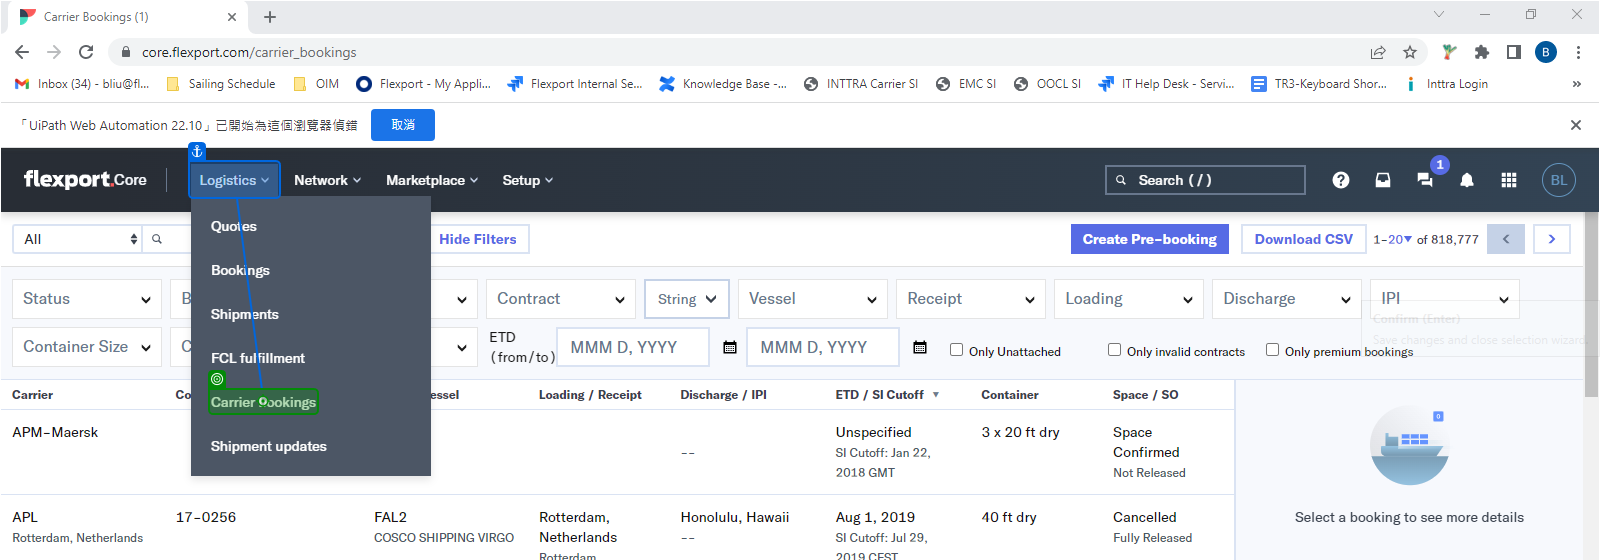 Carrier Bookings (1)
core.flexport.com/carrier_bookings
B
Inbox (34) - bliu@fl...
Sailing Schedule
OIM
Flexport - My Appli...
Flexport Internal Se...
Knowledge Base -...
INTTRA Carrier SI
EMC SI
OOCL SI
IT Help Desk - Servi...
TR3-Keyboard Shor...
Inttra Login
「UiPath Web Automation 22.10」已開始為這個瀏覽器偵錯
取消
flexport.Core
Logistics
Network
Marketplace
Setup
Search (/)
1
BL
Quotes
Bookings
Shipments
FCL fulfillment
Carrier Bookings
Shipment updates
All
Hide Filters
Create Pre-booking
Download CSV
1-20 of 818,777
Status
B
Contract
String
Vessel
Receipt
Loading
Discharge
IPI
Confirm (Enter)
Save changes and close selection wizard.
Container Size
C
ETD
(from/to)
MMM D, YYYY
MMM D, YYYY
Only Unattached
Only invalid contracts
Only premium bookings
Carrier
Co
essel
Loading / Receipt
Discharge / IPI
ETD / SI Cutoff
Container
Space / SO
APM-Maersk
--
Unspecified
SI Cutoff: Jan 22,
2018 GMT
3 x 20 ft dry
Space
Confirmed
Not Released
0
Select a booking to see more details
APL
Rotterdam, Netherlands
17-0256
FAL2
COSCO SHIPPING VIRGO
Rotterdam,
Netherlands
Rotterdam
Honolulu, Hawaii
--
Aug 1, 2019
SI Cutoff: Jul 29,
2019 CEST
40 ft dry
Cancelled
Fully Released